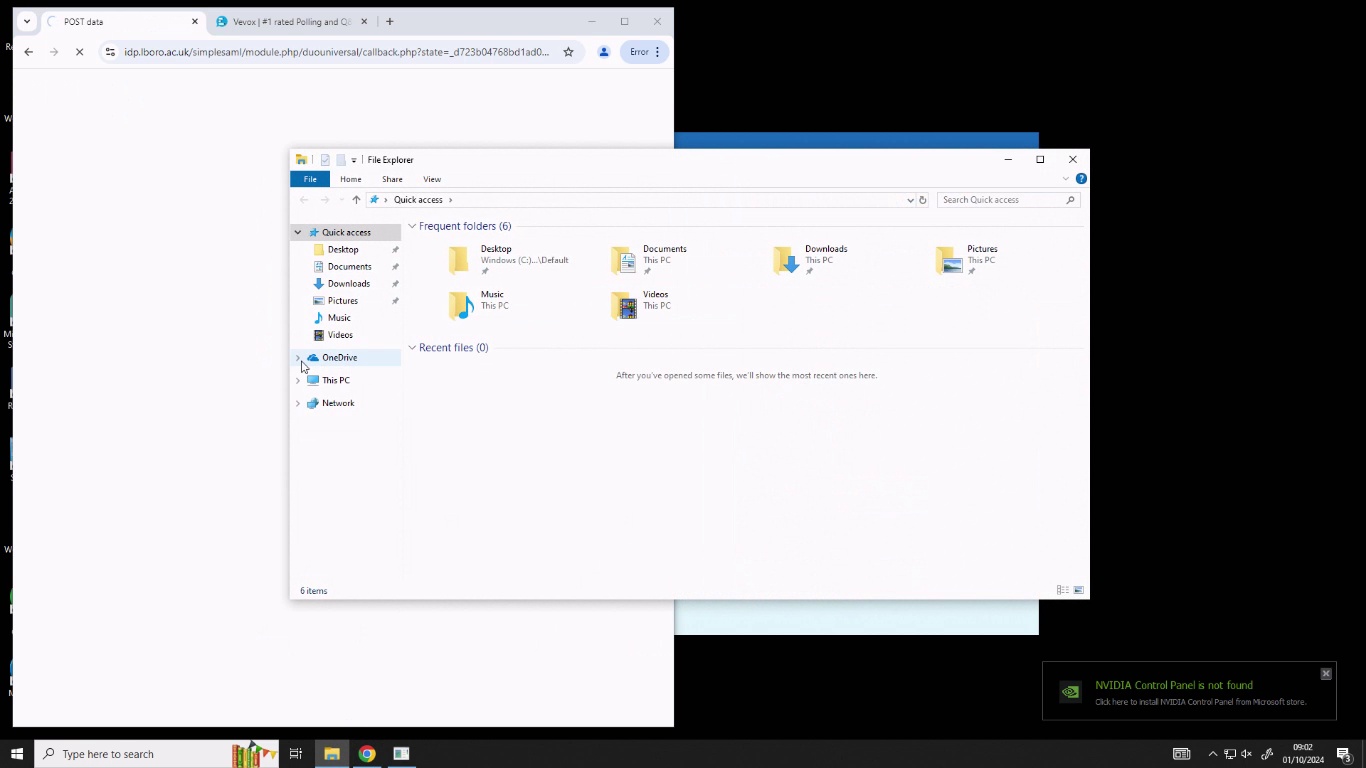 POST data
Vevox | #1 rated Polling and Q&
idp.lboro.ac.uk/simplesaml/module.php/duouniversal/callback.php?state=_d723b04768bd1ad0...
Error
File Explorer
File
Home
Share
View
Quick access
Search Quick access
Quick access
Desktop
Documents
Downloads
Pictures
Music
Videos
OneDrive
This PC
Network
Frequent folders (6)
Desktop
Windows (C:)...\Default
Documents
This PC
Downloads
This PC
Pictures
This PC
Music
This PC
Videos
This PC
Recent files (0)
After you've opened some files, we'll show the most recent ones here.
6 items
NVIDIA Control Panel is not found
Click here to install NVIDIA Control Panel from Microsoft store.
Type here to search
09:02
01/10/2024
3